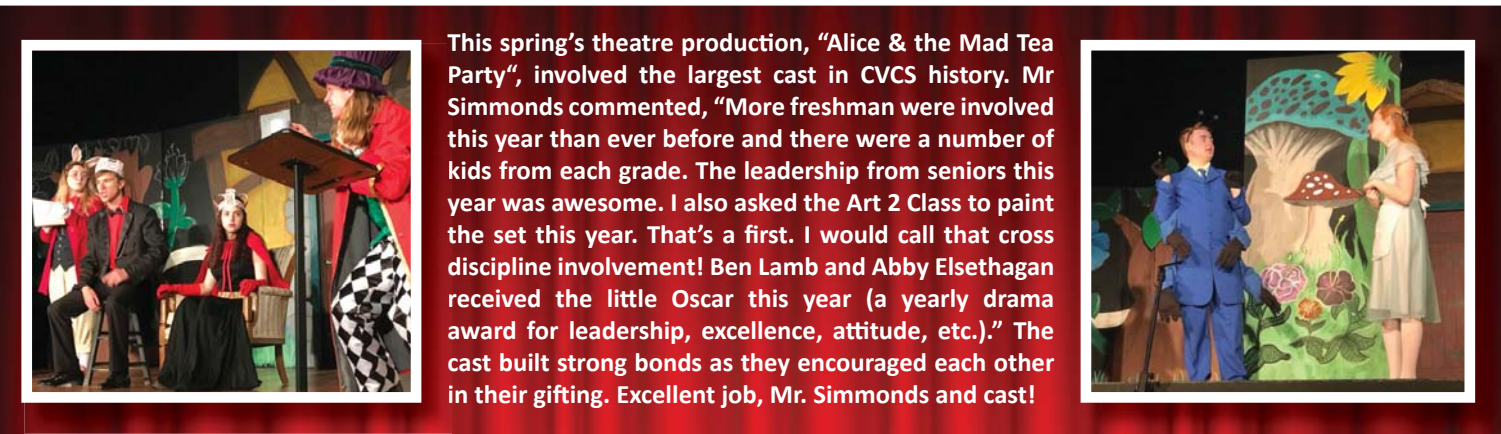 This spring's theatre production, “Alice & the Mad Tea
Party“, involved the largest cast in CVCS history. Mr
Simmonds commented, “More freshman were involved
this year than ever before and there were a number of
kids from each grade. The leadership from seniors this
year was awesome. I also asked the Art 2 Class to paint
the set this year. That's a first. I would call that cross
discipline involvement! Ben Lamb and Abby Elsethagan
received the little Oscar this year (a yearly drama
award for leadership, excellence, attitude, etc.).” The
cast built strong bonds as they encouraged each other
in their gifting. Excellent job, Mr. Simmonds and cast!